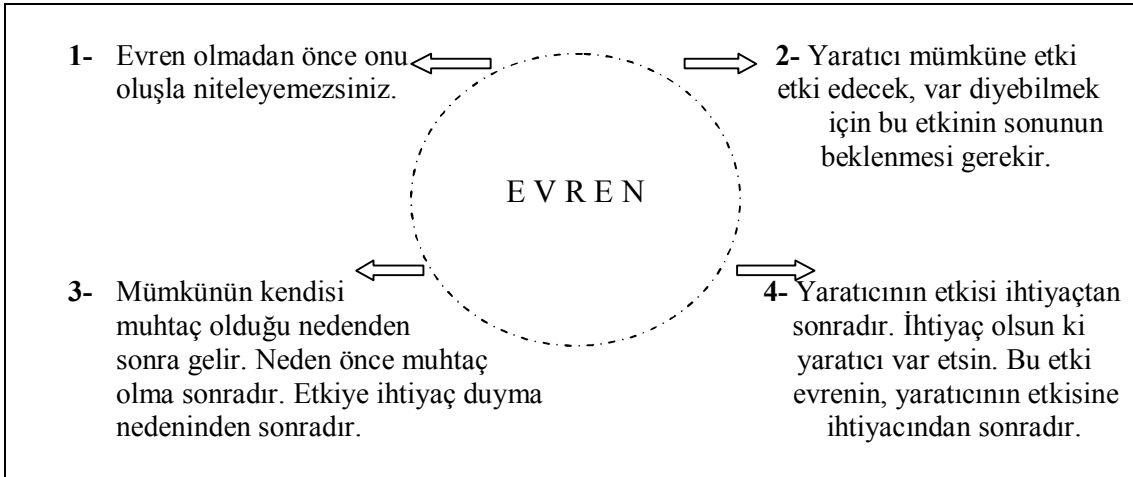 1- Evren olmadan önce onu
oluşla niteleyemezsiniz.
2- Yaratıcı mümküne etki
etki edecek, var diyebilmek
için bu etkinin sonunun
beklenmesi gerekir.
E V R E N
3- Mümkünün kendisi
muhtaç olduğu nedenden
sonra gelir. Neden önce muhtaç
olma sonradır. Etkiye ihtiyaç duyma
nedeninden sonradır.
4- Yaratıcının etkisi ihtiyaçtan
sonradır. İhtiyaç olsun ki
yaratıcı var etsin. Bu etki
evrenin, yaratıcının etkisine
ihtiyacından sonradır.